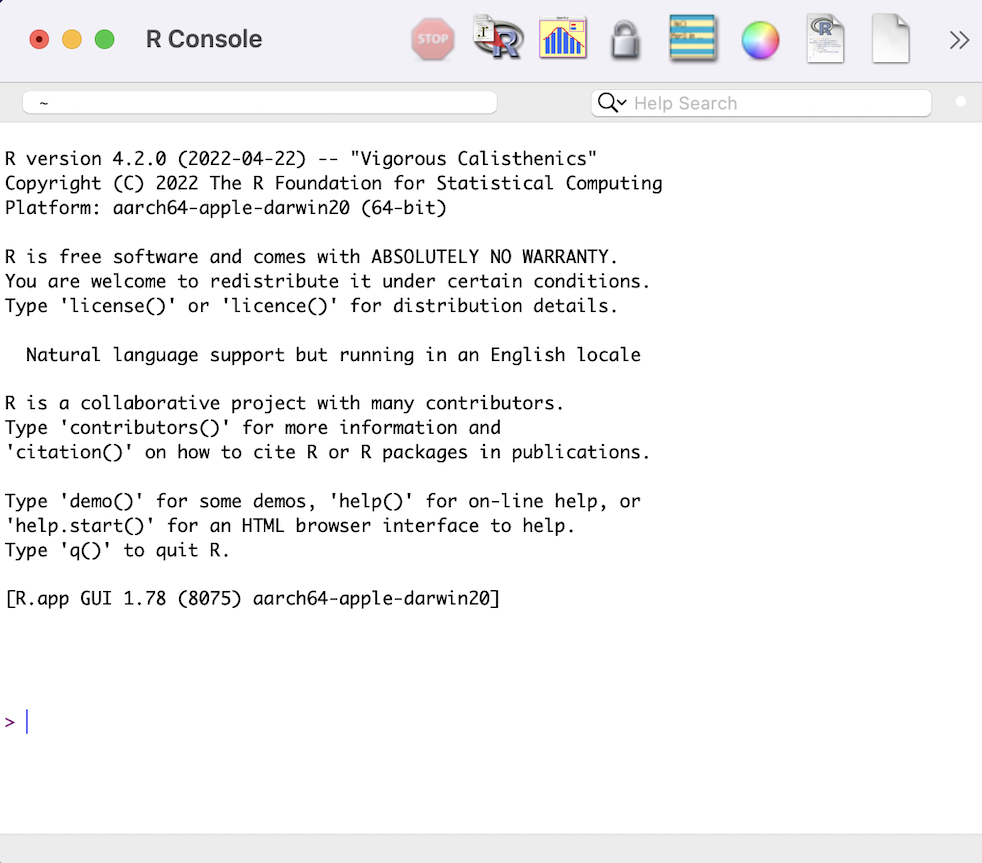 R Console
STOP
~
Help Search
R version 4.2.0 (2022-04-22) -- "Vigorous Calisthenics"
Copyright (C) 2022 The R Foundation for Statistical Computing
Platform: aarch64-apple-darwin20 (64-bit)
R is free software and comes with ABSOLUTELY NO WARRANTY.
You are welcome to redistribute it under certain conditions.
Type 'license()' or 'licence()' for distribution details.
Natural language support but running in an English locale
R is a collaborative project with many contributors.
Type 'contributors()' for more information and
'citation()' on how to cite R or R packages in publications.
Type 'demo()' for some demos, 'help()' for on-line help, or
'help.start()' for an HTML browser interface to help.
Type 'q()' to quit R.
[R.app GUI 1.78 (8075) aarch64-apple-darwin20]
>